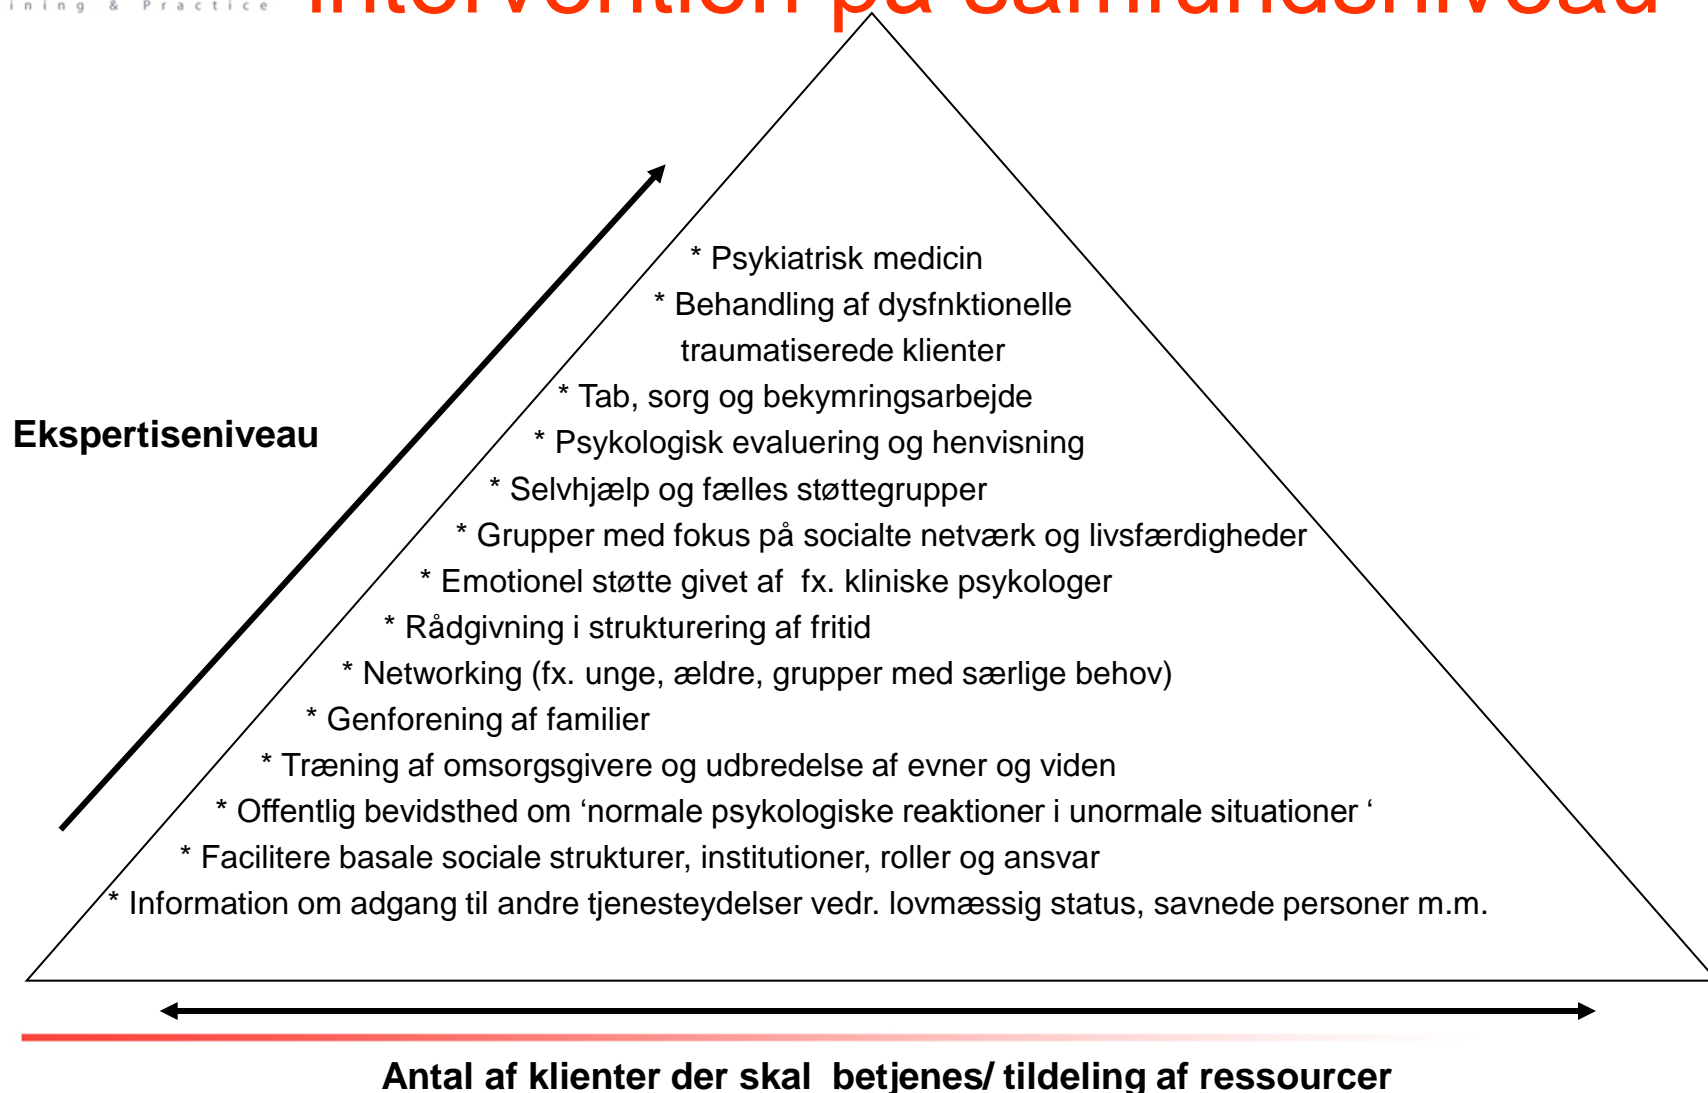 ining & Practice
Intervention på samfundsniveau
* Psykiatrisk medicin
* Behandling af dysfnktionelle
traumatiserede klienter
* Tab, sorg og bekymringsarbejde
Ekspertiseniveau
* Psykologisk evaluering og henvisning
* Selvhjælp og fælles støttegrupper
* Grupper med fokus på socialte netværk og livsfærdigheder
* Emotionel støtte givet af  fx. kliniske psykologer
* Rådgivning i strukturering af fritid
* Networking (fx. unge, ældre, grupper med særlige behov)
* Genforening af familier
* Træning af omsorgsgivere og udbredelse af evner og viden
* Offentlig bevidsthed om ‘normale psykologiske reaktioner i unormale situationer ‘
* Facilitere basale sociale strukturer, institutioner, roller og ansvar
* Information om adgang til andre tjenesteydelser vedr. lovmæssig status, savnede personer m.m.
Antal af klienter der skal  betjenes/ tildeling af ressourcer